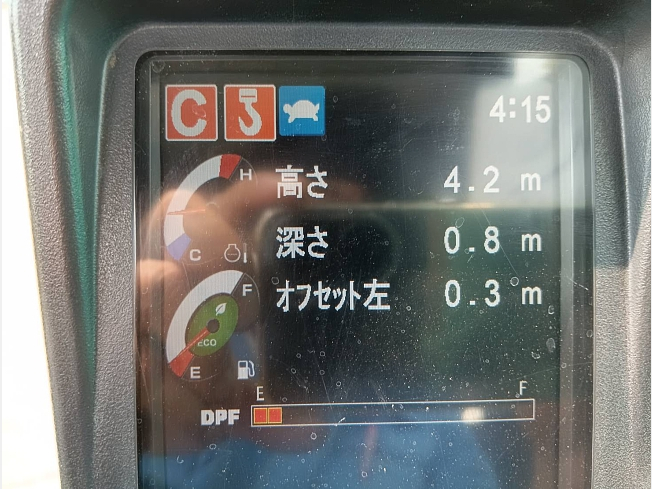 4:15
H
C
高さ 4.2 m
深さ 0.8 m
オフセット左 0.3 m
F
ECO
E
E F
DPF